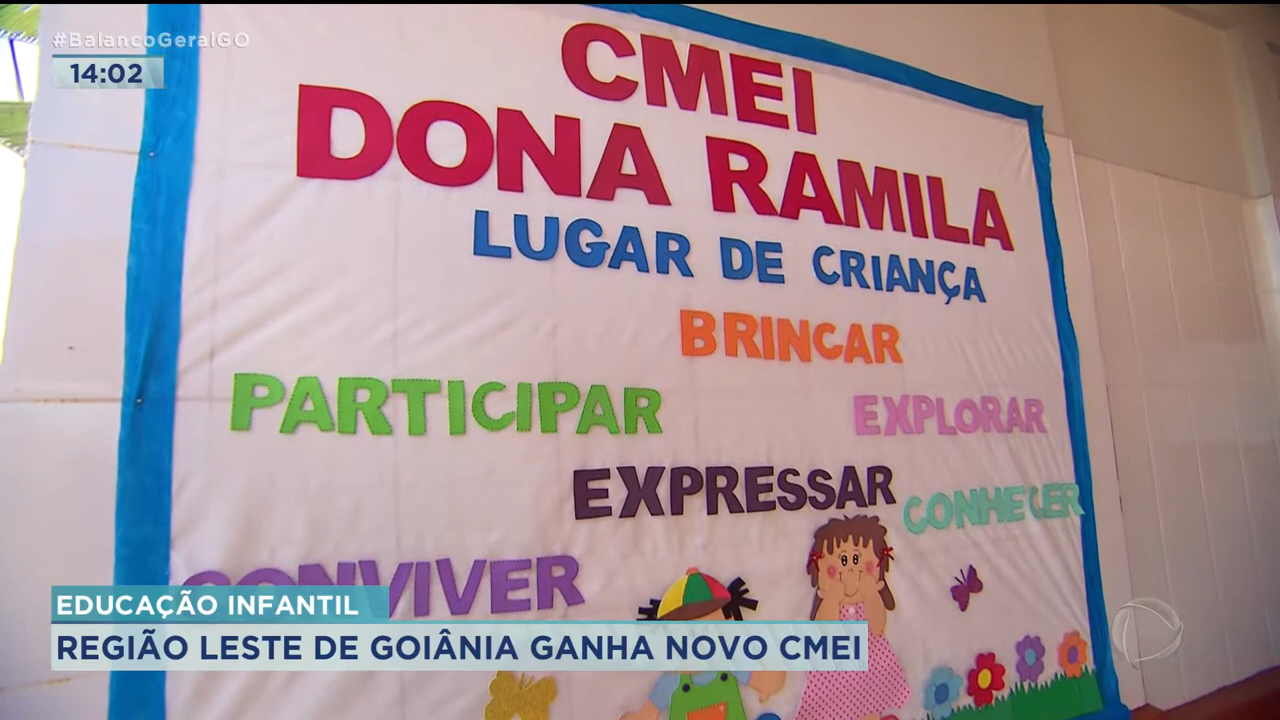 #BalancoGeralGO
14:02
CMEI
DONA RAMILA
LUGAR DE CRIANÇA
BRINCAR
PARTICIPAR
EXPLORAR
EXPRESSAR
CONHECER
CONVIVER
EDUCAÇÃO INFANTIL
REGIÃO LESTE DE GOIÂNIA GANHA NOVO CMEI